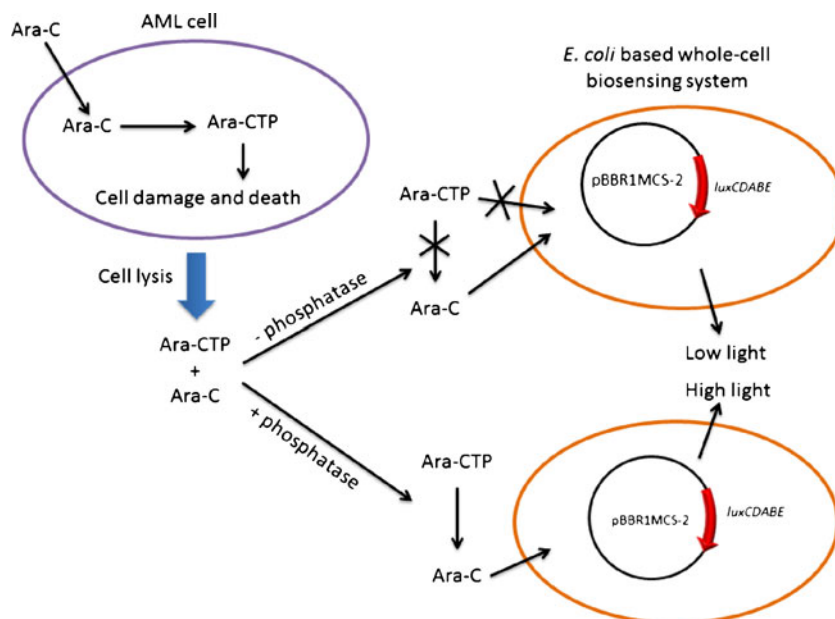 AML cell
Ara-C
Ara-C
Ara-CTP
Cell damage and death
Cell lysis
Ara-CTP
+
Ara-C
- phosphatase
+ phosphatase
E. coli based whole-cell
biosensing system
Ara-CTP
Ara-C
pBBR1MCS-2
luxCDABE
Low light
High light
Ara-CTP
Ara-C
pBBR1MCS-2
luxCDABE